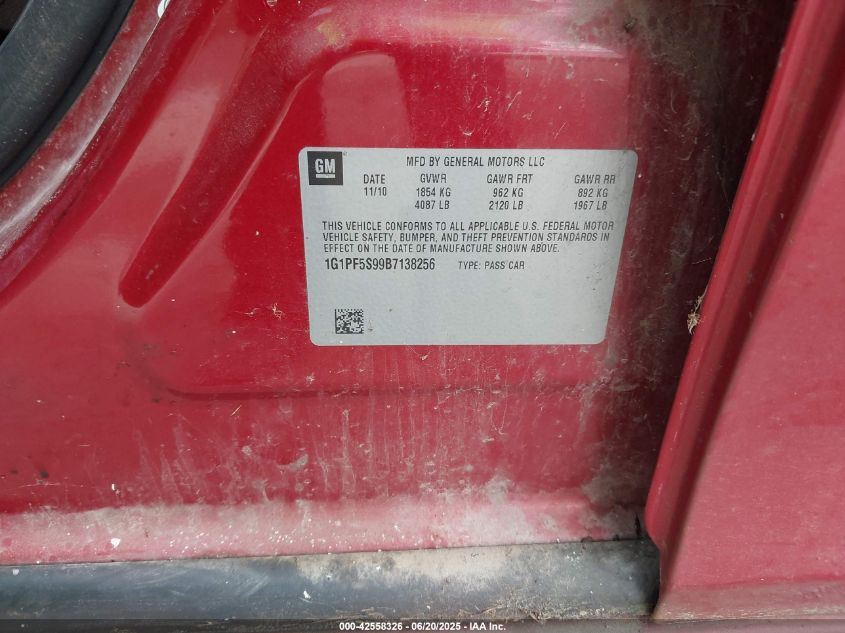 GM
MFD BY GENERAL MOTORS LLC
DATE GVWR GAWR FRT GAWR RR
11/10 1854 KG 962 KG 892 KG
4087 LB 2120 LB 1967 LB
THIS VEHICLE CONFORMS TO ALL APPLICABLE U.S. FEDERAL MOTOR
VEHICLE SAFETY, BUMPER, AND THEFT PREVENTION STANDARDS IN
EFFECT ON THE DATE OF MANUFACTURE SHOWN ABOVE.
1G1PF5S99B7138256 TYPE: PASS CAR
000-42558326 - 06/20/2025 - IAA Inc.